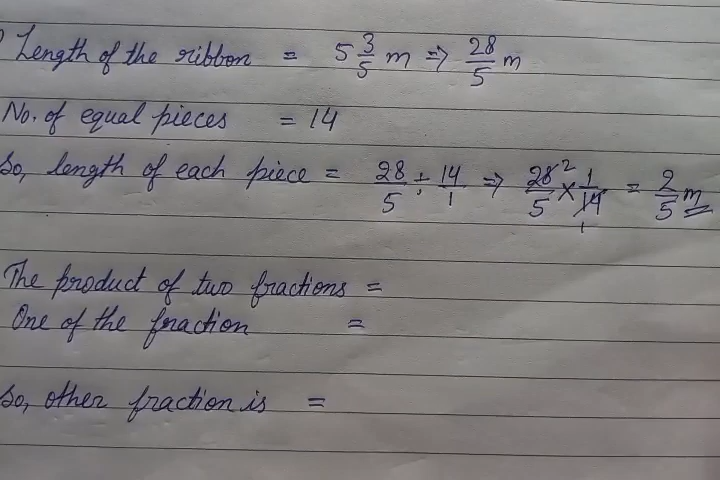 Length of the ribbon = 5 3/5 m ⇒ 28/5 m
No. of equal pieces = 14
So, length of each piece = 28/5 ÷ 14/1 ⇒ 28/5 2 × 1/14 1 = 2/5 m
The product of two fractions =
One of the fraction =
So, other fraction is =